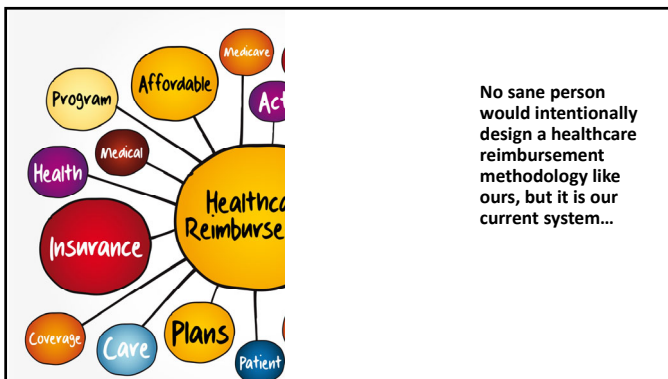 Medicare
Affordable
Program
Act
Medical
Health
Healthca
Reimburse
Insurance
Coverage
Care
Plans
Patient
No sane person
would intentionally
design a healthcare
reimbursement
methodology like
ours, but it is our
current system…